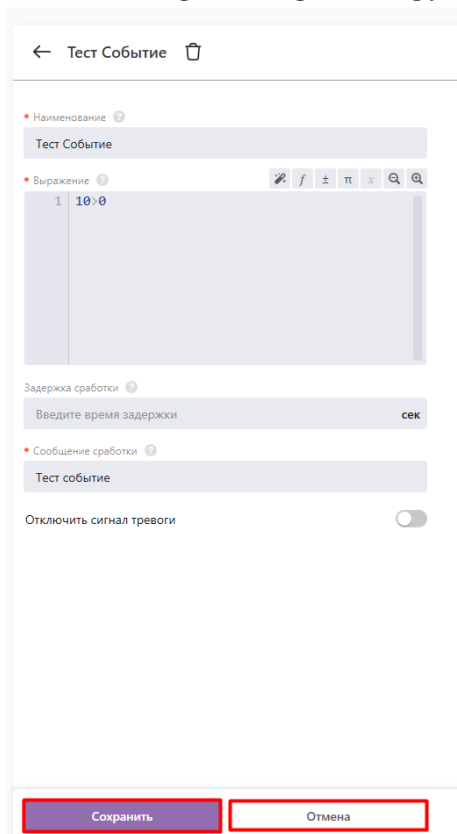 Тест Событие
• Наименование
Тест Событие
• Выражение f ± π x
1 10>0
Задержка сработки
Введите время задержки сек
• Сообщение сработки
Тест событие
Отключить сигнал тревоги
Сохранить Отмена